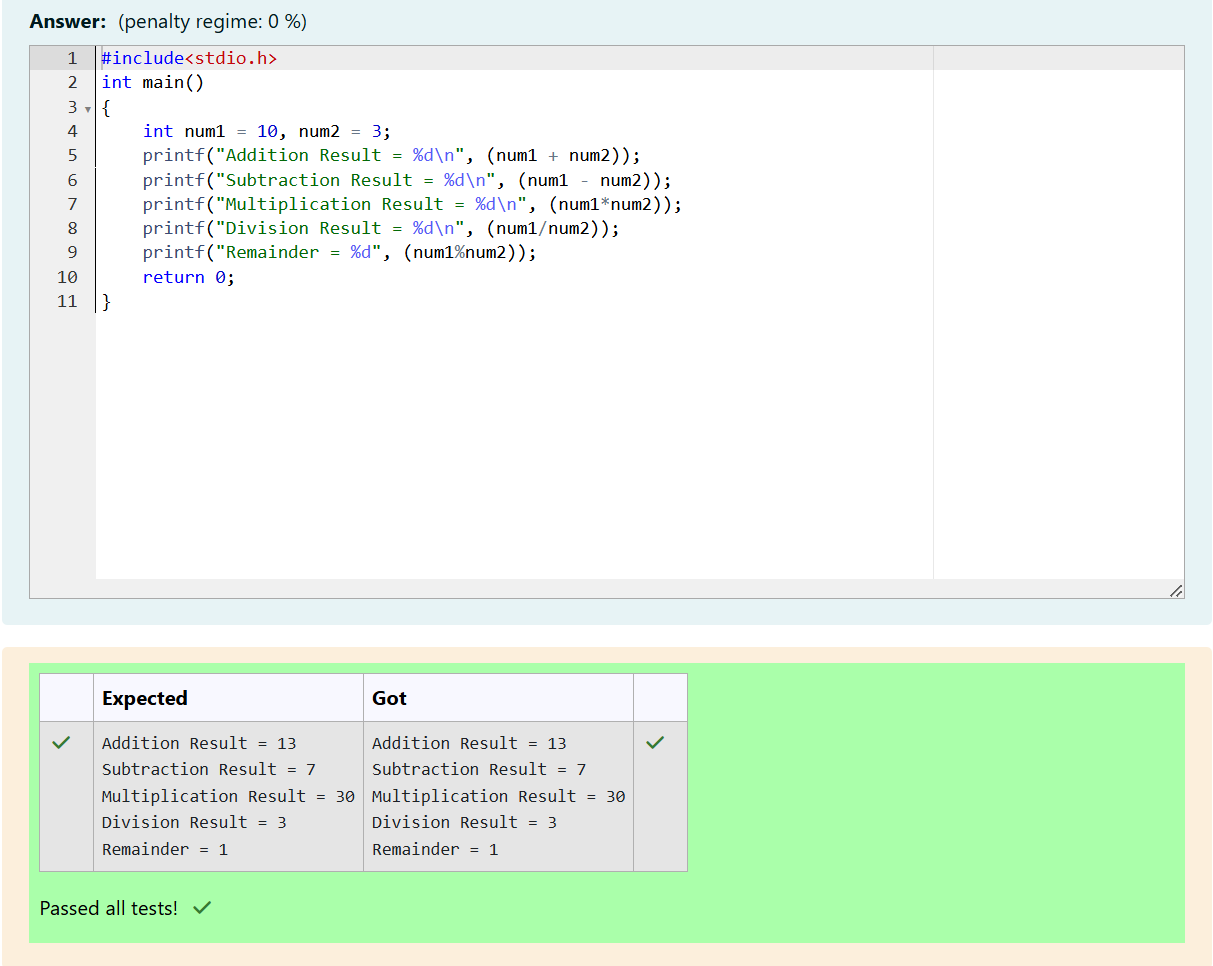 Answer: (penalty regime: 0 %)
1 #include<stdio.h>
2 int main()
3 {
4     int num1 = 10, num2 = 3;
5     printf("Addition Result = %d\n", (num1 + num2));
6     printf("Subtraction Result = %d\n", (num1 - num2));
7     printf("Multiplication Result = %d\n", (num1*num2));
8     printf("Division Result = %d\n", (num1/num2));
9     printf("Remainder = %d", (num1%num2));
10     return 0;
11 }
Expected Got
Addition Result = 13 Addition Result = 13
Subtraction Result = 7 Subtraction Result = 7
Multiplication Result = 30 Multiplication Result = 30
Division Result = 3 Division Result = 3
Remainder = 1 Remainder = 1
Passed all tests!